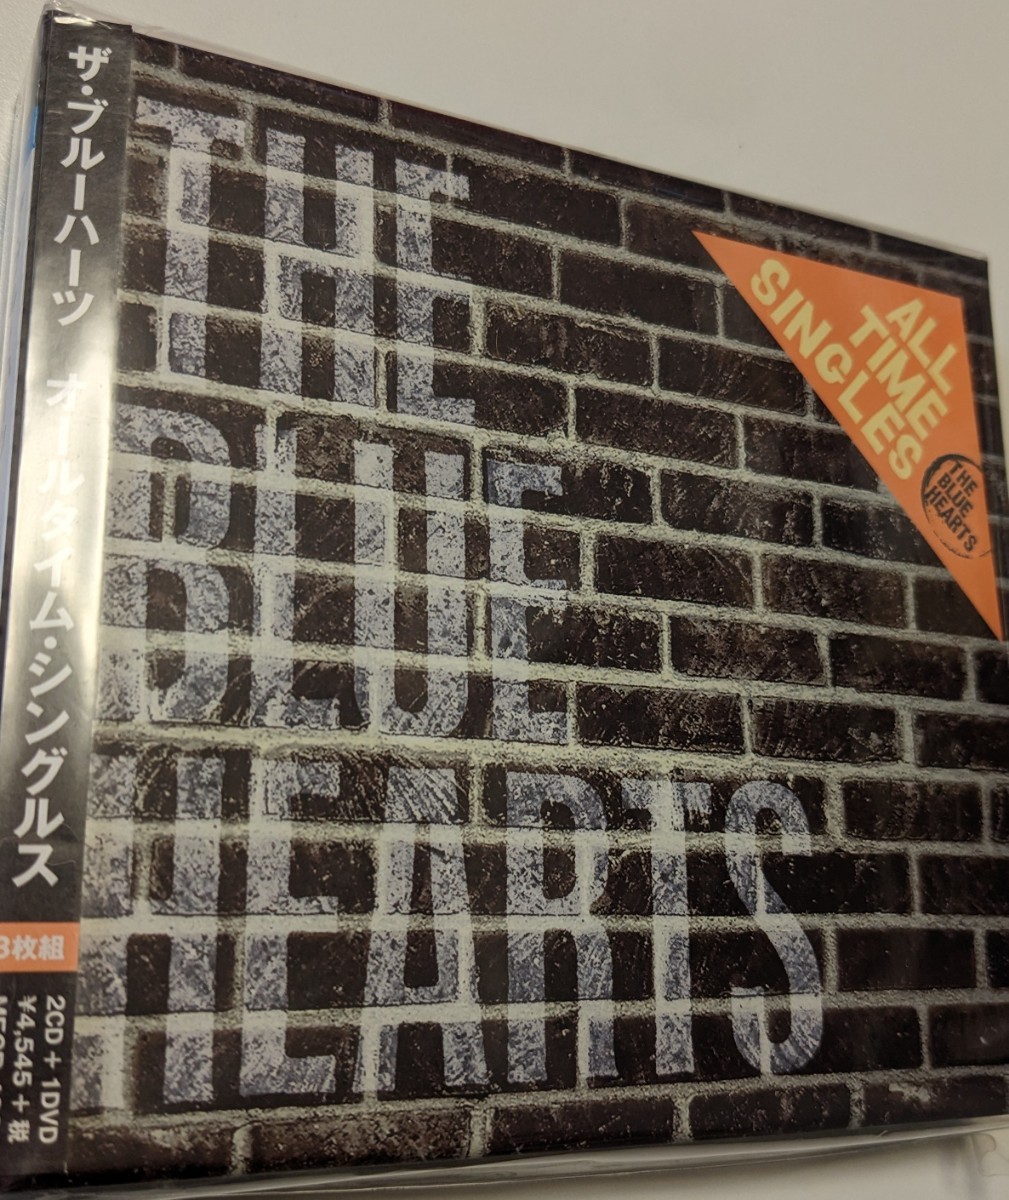 ザ・ブルーハーツ オールタイム・シングルス
3枚組
2CD + 1DVD
¥4,545 + 税
THE
BLUE
HEARTS
ALL
TIME
SINGLES
THE
BLUE
HEARTS